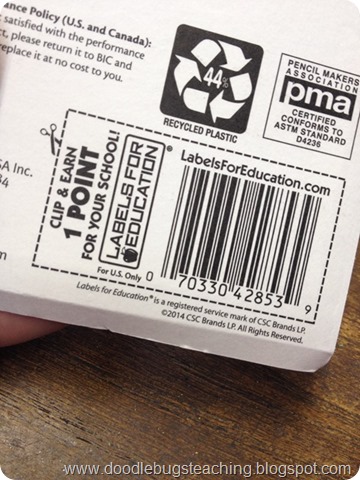 ance Policy (U.S. and Canada):
satisfied with the performance
ct, please return it to BIC and
replace it at no cost to you.
44%
RECYCLED PLASTIC
PENCIL MAKERS
ASSOCIATION
pma
CERTIFIED
CONFORMS TO
ASTM STANDARD
D4236
SA Inc.
84
m
CLIP & EARN
1 POINT
FOR YOUR SCHOOL!
LABELS FOR
EDUCATION®
For U.S. Only
LabelsForEducation.com
0 70330 42853 9
Labels for Education® is a registered service mark of CSC Brands LP.
©2014 CSC Brands LP. All Rights Reserved.
www.doodlebugsteaching.blogspot.com